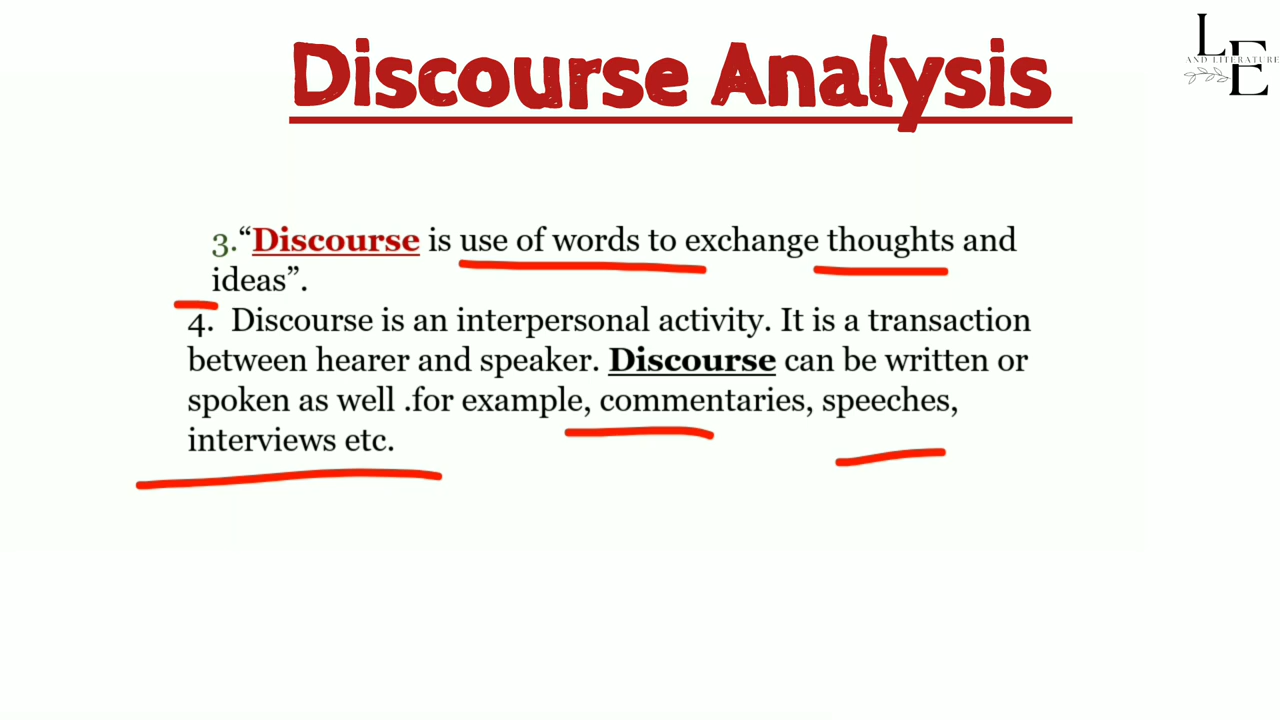 Discourse Analysis
L
AND LITERATURE
E
3.“Discourse is use of words to exchange thoughts and
ideas”.
4. Discourse is an interpersonal activity. It is a transaction
between hearer and speaker. Discourse can be written or
spoken as well .for example, commentaries, speeches,
interviews etc.